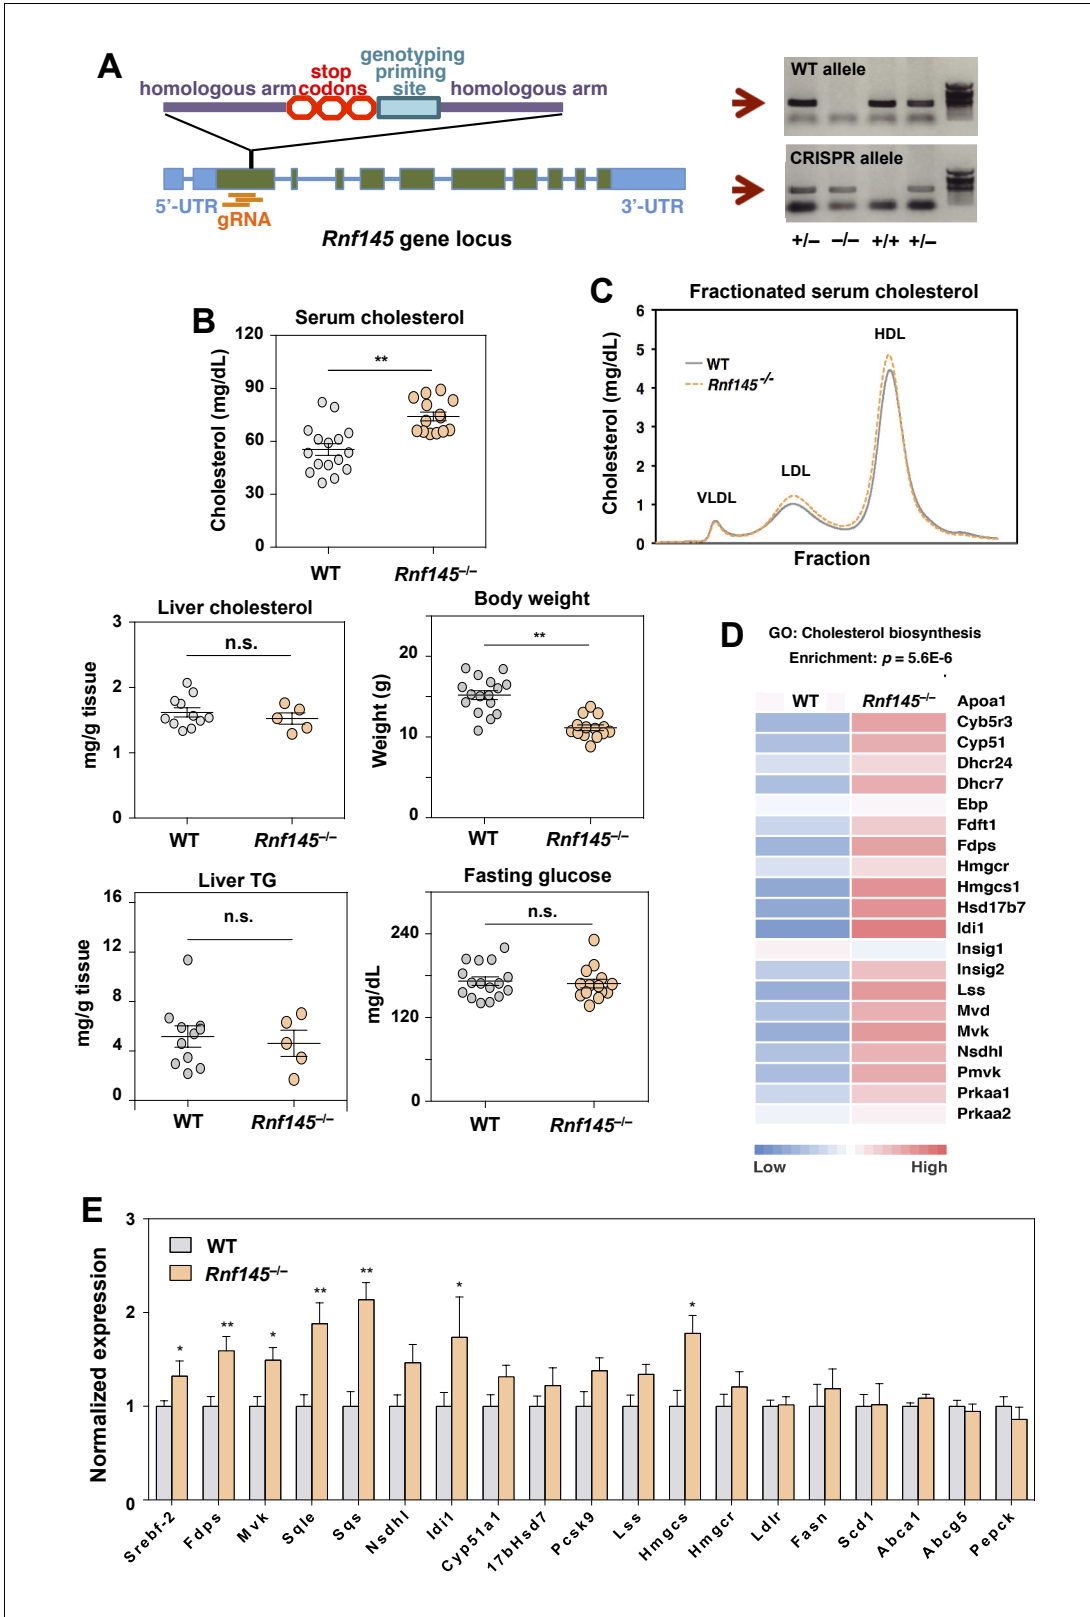 A
homologous arm
stop
codons
genotyping
priming
site
homologous arm
5’-UTR
gRNA
3’-UTR
Rnf145 gene locus
WT allele
CRISPR allele
+/–
–/–
+/+
+/–
B
Serum cholesterol
Cholesterol (mg/dL)
120
90
60
30
0
**
WT
Rnf145–/–
C
Fractionated serum cholesterol
Cholesterol (mg/dL)
6
5
4
3
2
1
0
WT
Rnf145-/-
VLDL
LDL
HDL
Fraction
Liver cholesterol
mg/g tissue
3
2
1
0
n.s.
WT
Rnf145–/–
Body weight
Weight (g)
20
10
0
**
WT
Rnf145–/–
Liver TG
mg/g tissue
16
12
8
4
0
n.s.
WT
Rnf145–/–
Fasting glucose
mg/dL
240
120
0
n.s.
WT
Rnf145–/–
D
GO: Cholesterol biosynthesis
Enrichment: p = 5.6E-6
WT
Rnf145–/–
Apoa1
Cyb5r3
Cyp51
Dhcr24
Dhcr7
Ebp
Fdft1
Fdps
Hmgcr
Hmgcs1
Hsd17b7
Idi1
Insig1
Insig2
Lss
Mvd
Mvk
Nsdhl
Pmvk
Prkaa1
Prkaa2
Low
High
E
Normalized expression
3
2
1
0
WT
Rnf145–/–
*
**
*
**
**
*
*
Srebf-2
Fdps
Mvk
Sqle
Sqs
Nsdhl
Idi1
Cyp51a1
17bHsd7
Pcsk9
Lss
Hmgcs
Hmgcr
Ldlr
Fasn
Scd1
Abca1
Abcg5
Pepck